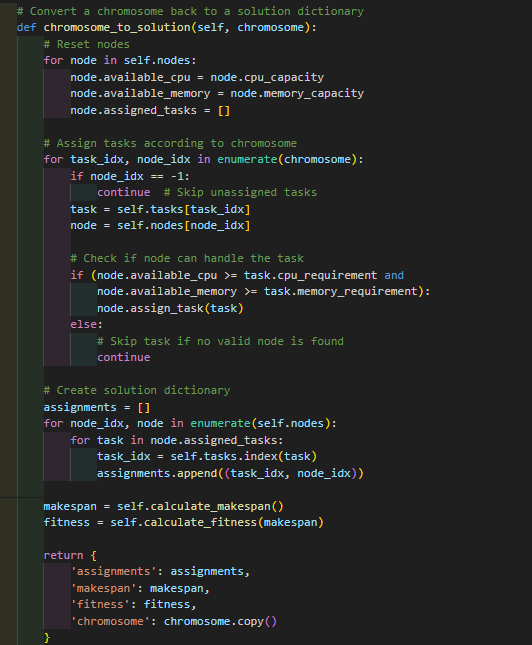 # Convert a chromosome back to a solution dictionary
def chromosome_to_solution(self, chromosome):
    # Reset nodes
    for node in self.nodes:
        node.available_cpu = node.cpu_capacity
        node.available_memory = node.memory_capacity
        node.assigned_tasks = []

    # Assign tasks according to chromosome
    for task_idx, node_idx in enumerate(chromosome):
        if node_idx == -1:
            continue  # Skip unassigned tasks
        task = self.tasks[task_idx]
        node = self.nodes[node_idx]

        # Check if node can handle the task
        if (node.available_cpu >= task.cpu_requirement and
            node.available_memory >= task.memory_requirement):
            node.assign_task(task)
        else:
            # Skip task if no valid node is found
            continue

    # Create solution dictionary
    assignments = []
    for node_idx, node in enumerate(self.nodes):
        for task in node.assigned_tasks:
            task_idx = self.tasks.index(task)
            assignments.append((task_idx, node_idx))

    makespan = self.calculate_makespan()
    fitness = self.calculate_fitness(makespan)

    return {
        'assignments': assignments,
        'makespan': makespan,
        'fitness': fitness,
        'chromosome': chromosome.copy()
    }